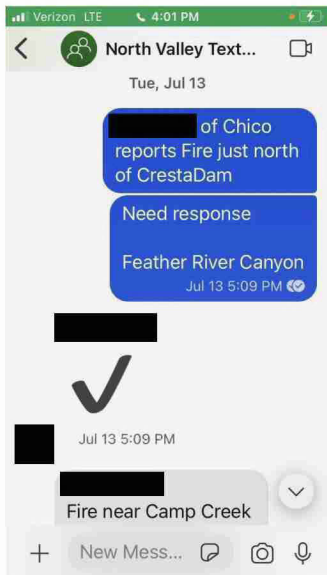 Verizon LTE 4:01 PM
North Valley Text...
Tue, Jul 13
of Chico
reports Fire just north
of CrestaDam
Need response
Feather River Canyon
Jul 13 5:09 PM
Jul 13 5:09 PM
Fire near Camp Creek
New Mess...